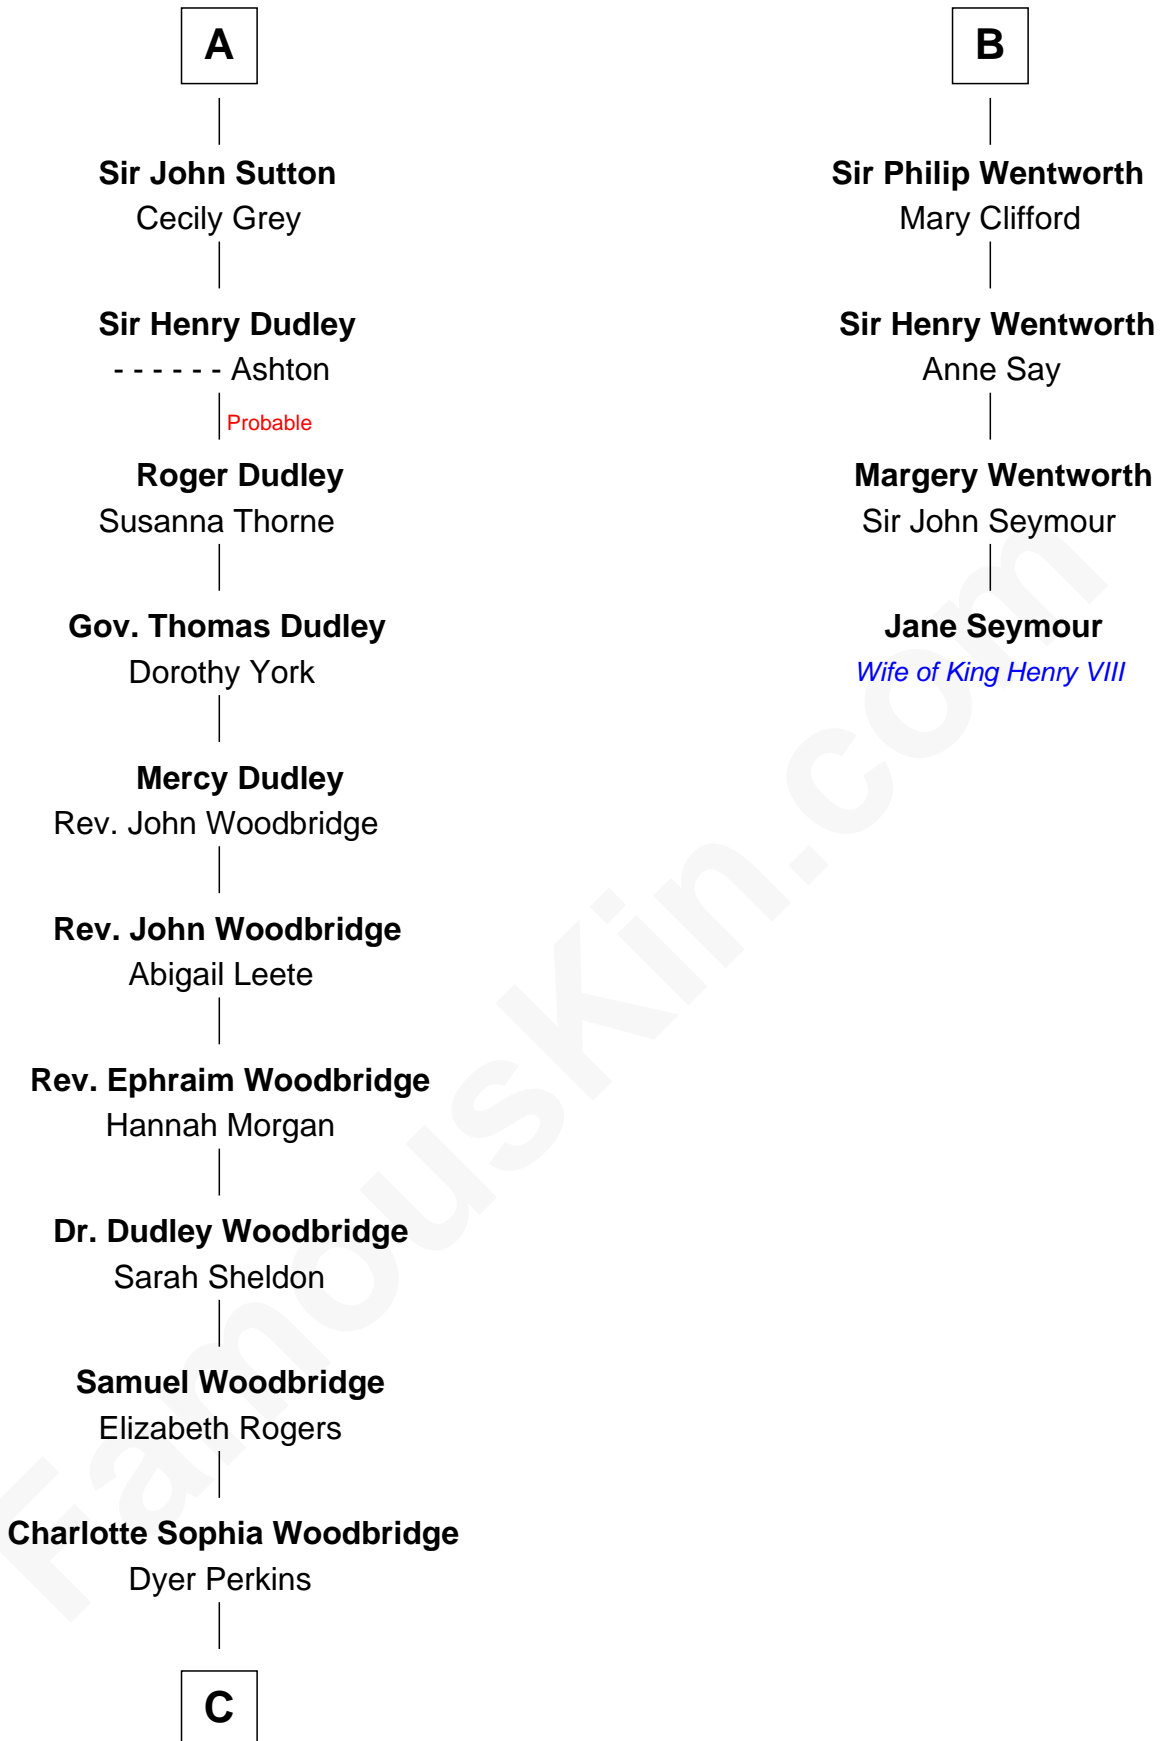 A
Sir John Sutton
Cecily Grey
Sir Henry Dudley
- - - - - - Ashton
Probable
Roger Dudley
Susanna Thorne
Gov. Thomas Dudley
Dorothy York
Mercy Dudley
Rev. John Woodbridge
Rev. John Woodbridge
Abigail Leete
Rev. Ephraim Woodbridge
Hannah Morgan
Dr. Dudley Woodbridge
Sarah Sheldon
Samuel Woodbridge
Elizabeth Rogers
Charlotte Sophia Woodbridge
Dyer Perkins
C
B
Sir Philip Wentworth
Mary Clifford
Sir Henry Wentworth
Anne Say
Margery Wentworth
Sir John Seymour
Jane Seymour
Wife of King Henry VIII
FamousKin.com